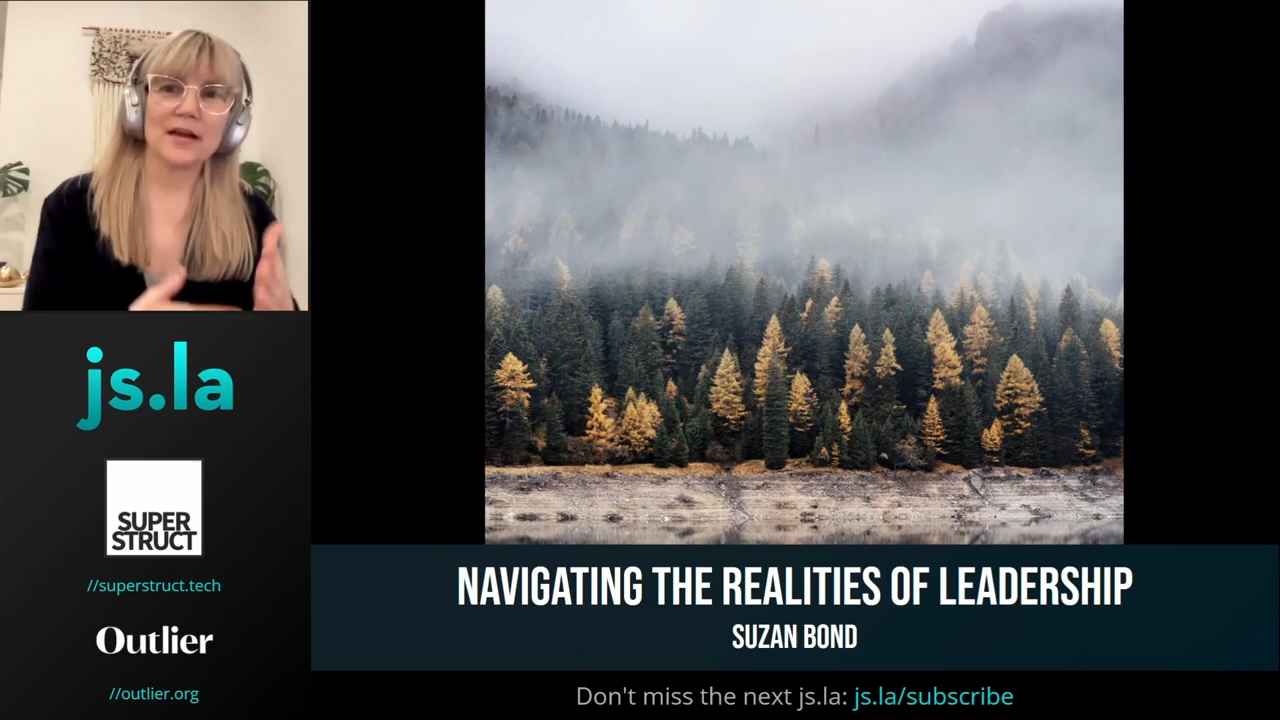 js.la
SUPER
STRUCT
//superstruct.tech
Outlier
//outlier.org
NAVIGATING THE REALITIES OF LEADERSHIP
SUZAN BOND
Don't miss the next js.la: js.la/subscribe